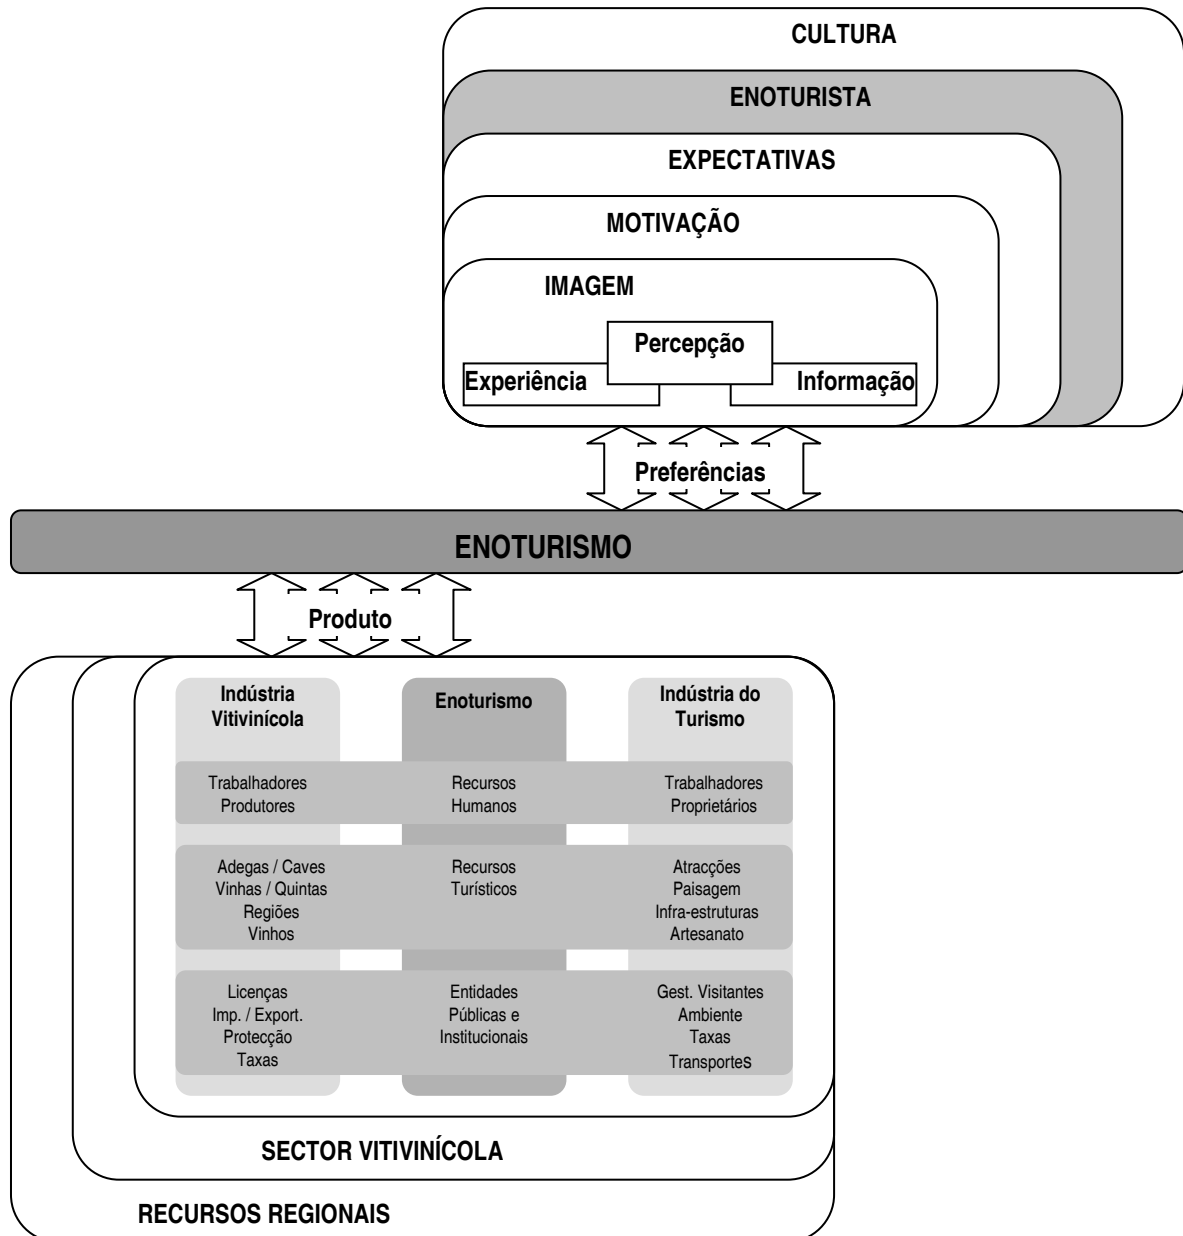 CULTURA
ENOTURISTA
EXPECTATIVAS
MOTIVAÇÃO
IMAGEM
Percepção
Experiência
Informação
Preferências
ENOTURISMO
Produto
Indústria
Vitivinícola
Enoturismo
Indústria do
Turismo
Trabalhadores
Produtores
Recursos
Humanos
Trabalhadores
Proprietários
Adegas / Caves
Vinhas / Quintas
Regiões
Vinhos
Recursos
Turísticos
Atracções
Paisagem
Infra-estruturas
Artesanato
Licenças
Imp. / Export.
Protecção
Taxas
Entidades
Públicas e
Institucionais
Gest. Visitantes
Ambiente
Taxas
Transportes
SECTOR VITIVINÍCOLA
RECURSOS REGIONAIS